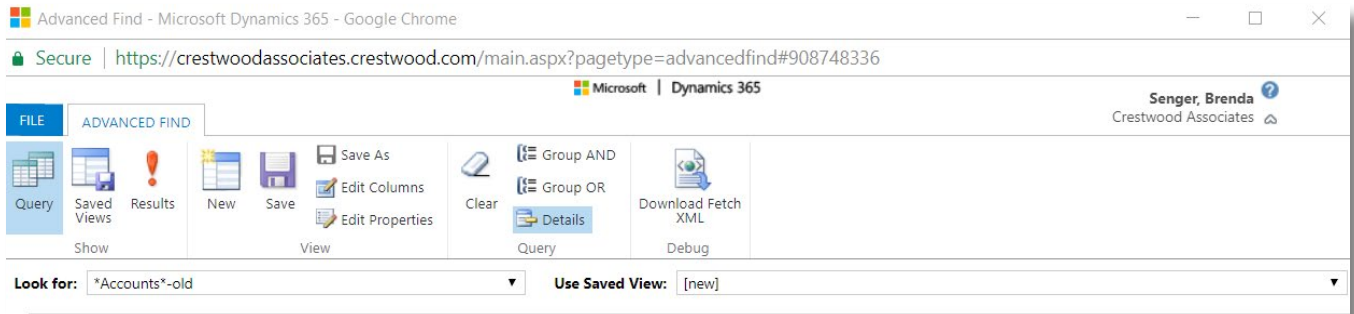 Advanced Find - Microsoft Dynamics 365 - Google Chrome
Secure | https://crestwoodassociates.crestwood.com/main.aspx?pagetype=advancedfind#908748336
Microsoft | Dynamics 365
Senger, Brenda
Crestwood Associates
FILE ADVANCED FIND
Query
Saved Views
Results
New
Save
Save As
Edit Columns
Edit Properties
Clear
Group AND
Group OR
Details
Download Fetch XML
Show View Query Debug
Look for: *Accounts*-old Use Saved View: [new]